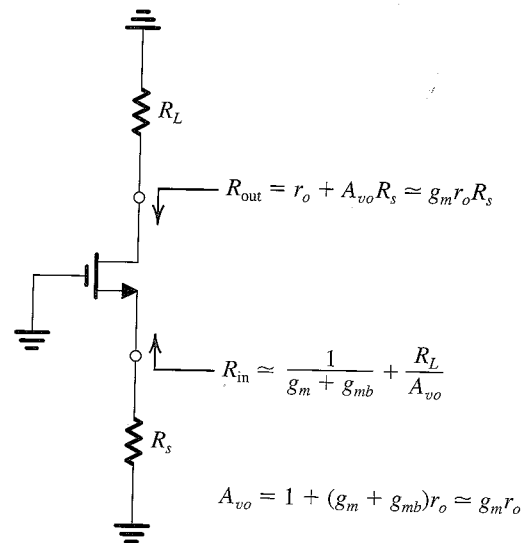 R_L
R_out = r_o + A_vo R_s ≃ g_m r_o R_s
R_in ≃ 1 / (g_m + g_mb) + R_L / A_vo
R_s
A_vo = 1 + (g_m + g_mb)r_o ≃ g_m r_o